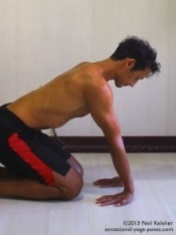 ©2013 Neil Keleher
sensational-yoga-poses.com